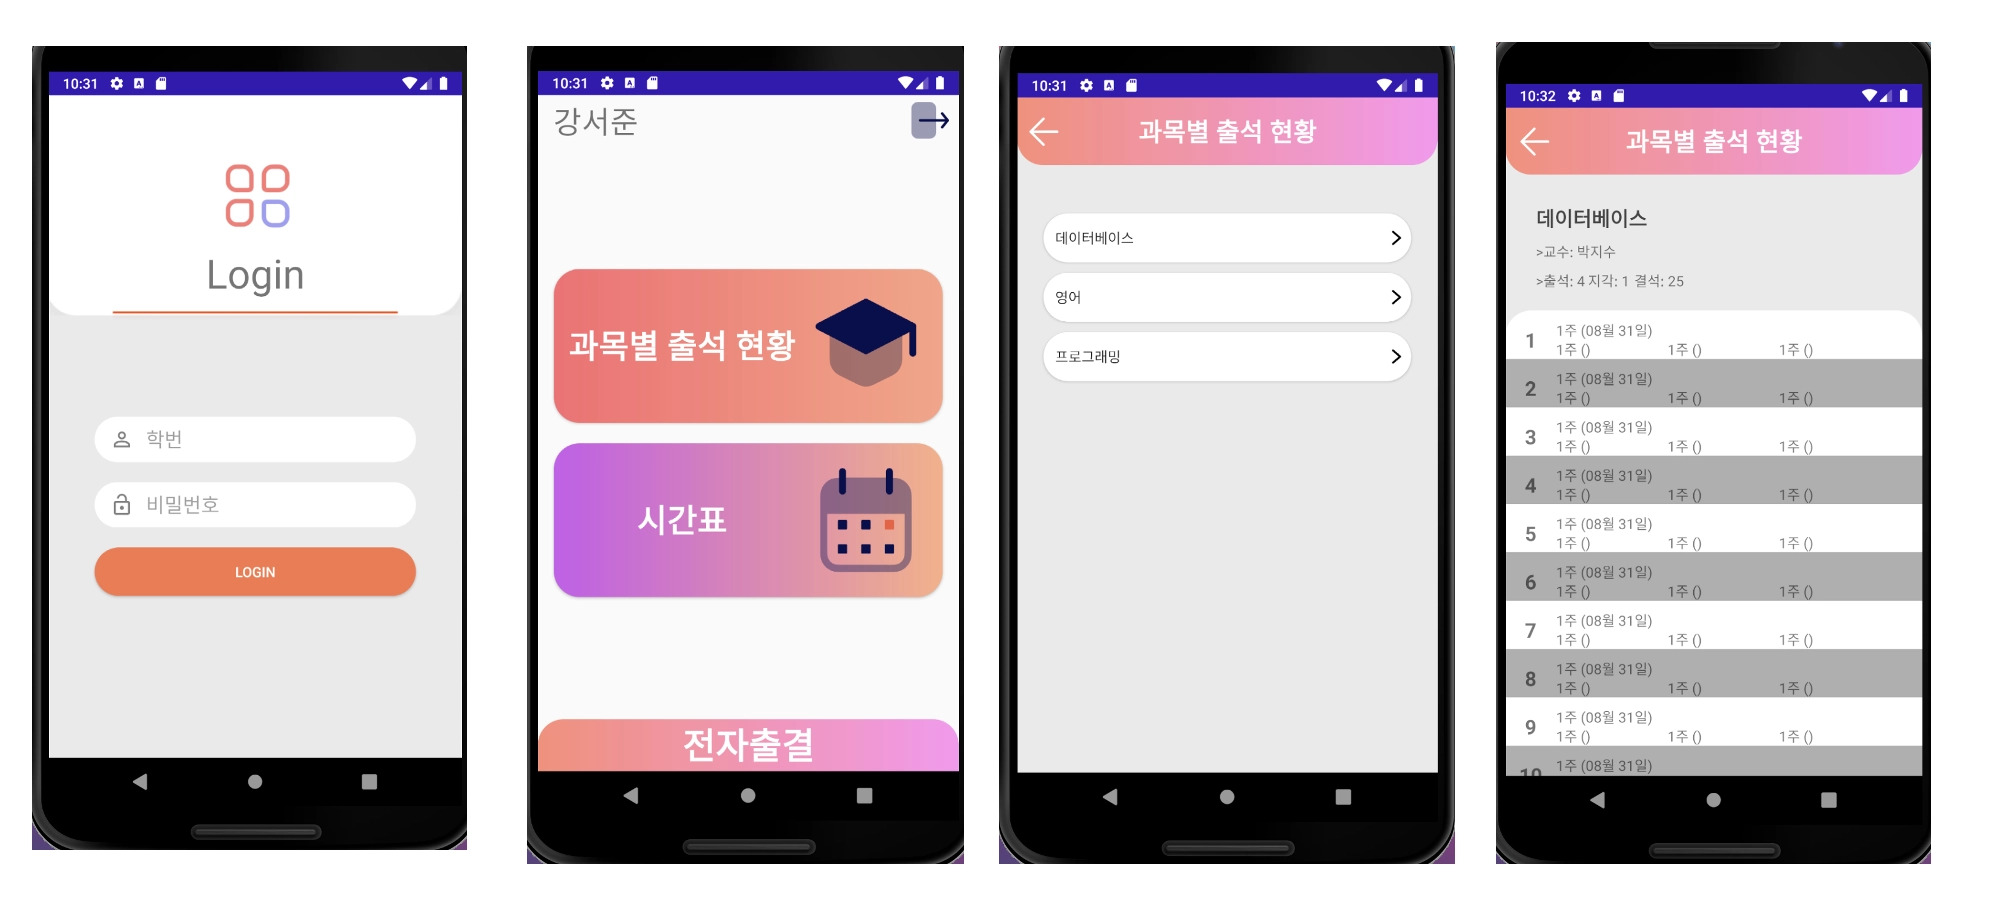 10:31
Login
학번
비밀번호
LOGIN
10:31
강서준
과목별 출석 현황
시간표
전자출결
10:31
과목별 출석 현황
데이터베이스
영어
프로그래밍
10:32
과목별 출석 현황
데이터베이스
>교수: 박지수
>출석: 4 지각: 1 결석: 25
1 1주 (08월 31일)
1주 () 1주 () 1주 ()
2 1주 (08월 31일)
1주 () 1주 () 1주 ()
3 1주 (08월 31일)
1주 () 1주 () 1주 ()
4 1주 (08월 31일)
1주 () 1주 () 1주 ()
5 1주 (08월 31일)
1주 () 1주 () 1주 ()
6 1주 (08월 31일)
1주 () 1주 () 1주 ()
7 1주 (08월 31일)
1주 () 1주 () 1주 ()
8 1주 (08월 31일)
1주 () 1주 () 1주 ()
9 1주 (08월 31일)
1주 () 1주 () 1주 ()
10 1주 (08월 31일)